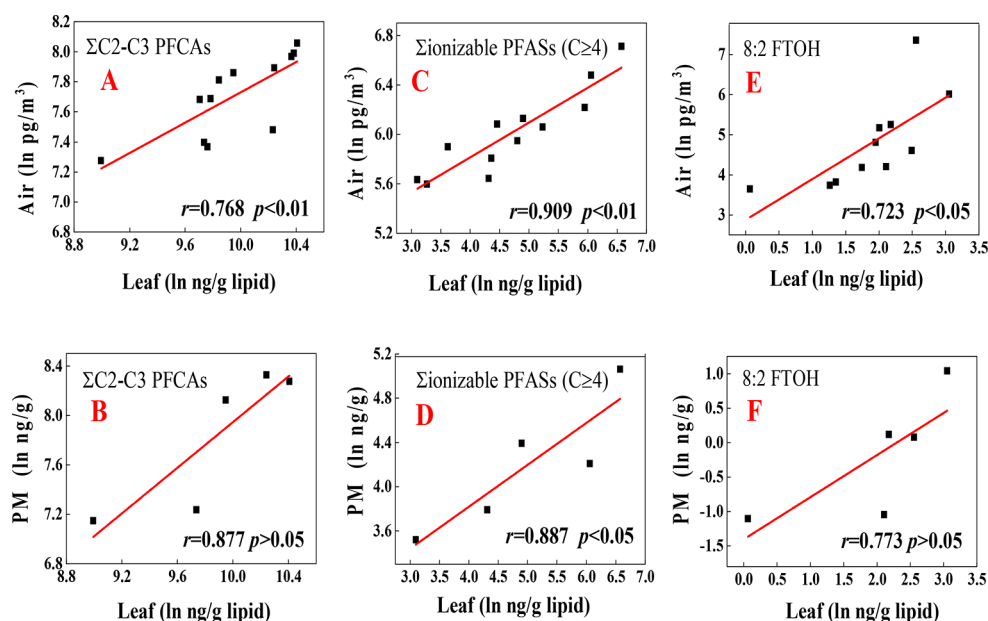 ΣC2-C3 PFCAs
A
8.2
8.0
7.8
7.6
7.4
7.2
7.0
6.8
Air (ln pg/m³)
r=0.768 p<0.01
8.8 9.2 9.6 10.0 10.4
Leaf (ln ng/g lipid)
Σionizable PFASs (C≥4)
C
6.8
6.4
6.0
5.6
5.2
Air (ln pg/m³)
r=0.909 p<0.01
3.0 3.5 4.0 4.5 5.0 5.5 6.0 6.5 7.0
Leaf (ln ng/g lipid)
8:2 FTOH
E
7
6
5
4
3
Air (ln pg/m³)
r=0.723 p<0.05
0.0 0.5 1.0 1.5 2.0 2.5 3.0 3.5
Leaf (ln ng/g lipid)
ΣC2-C3 PFCAs
B
8.4
8.0
7.6
7.2
6.8
PM (ln ng/g)
r=0.877 p>0.05
8.8 9.2 9.6 10.0 10.4
Leaf (ln ng/g lipid)
Σionizable PFASs (C≥4)
D
5.2
4.8
4.4
4.0
3.6
PM (ln ng/g)
r=0.887 p<0.05
3.0 3.5 4.0 4.5 5.0 5.5 6.0 6.5 7.0
Leaf (ln ng/g lipid)
8:2 FTOH
F
1.0
0.5
0.0
-0.5
-1.0
-1.5
PM (ln ng/g)
r=0.773 p>0.05
0.0 0.5 1.0 1.5 2.0 2.5 3.0 3.5
Leaf (ln ng/g lipid)